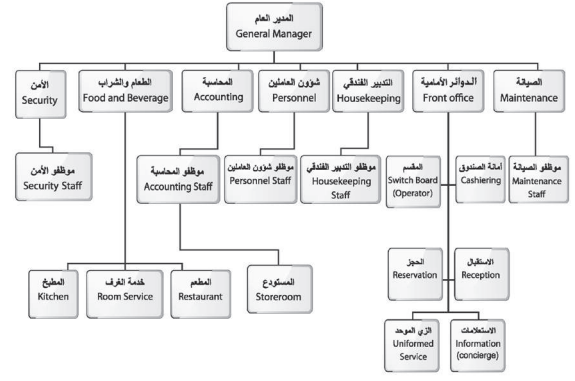 المدير العام
General Manager
الأمن
Security
الطعام والشراب
Food and Beverage
المحاسبة
Accounting
شؤون العاملين
Personnel
التدبير الفندقي
Housekeeping
الدوائر الأمامية
Front office
الصيانة
Maintenance
موظفو الأمن
Security Staff
موظفو المحاسبة
Accounting Staff
موظفو شؤون العاملين
Personnel Staff
موظفو التدبير الفندقي
Housekeeping
Staff
المقسم
Switch Board
(Operator)
أمانة الصندوق
Cashiering
موظفو الصيانة
Maintenance
Staff
المطبخ
Kitchen
خدمة الغرف
Room Service
المطعم
Restaurant
المستودع
Storeroom
الحجز
Reservation
الاستقبال
Reception
الزي الموحد
Uniformed
Service
الاستعلامات
Information
(concierge)